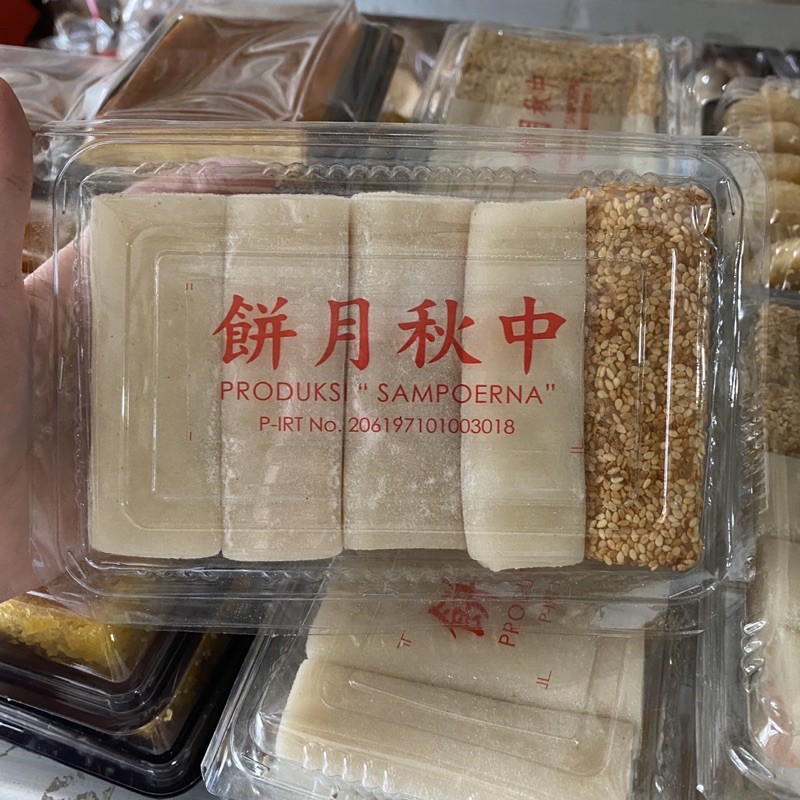 中秋月餅
PRODUKSI “ SAMPOERNA”
P-IRT No. 206197101003018